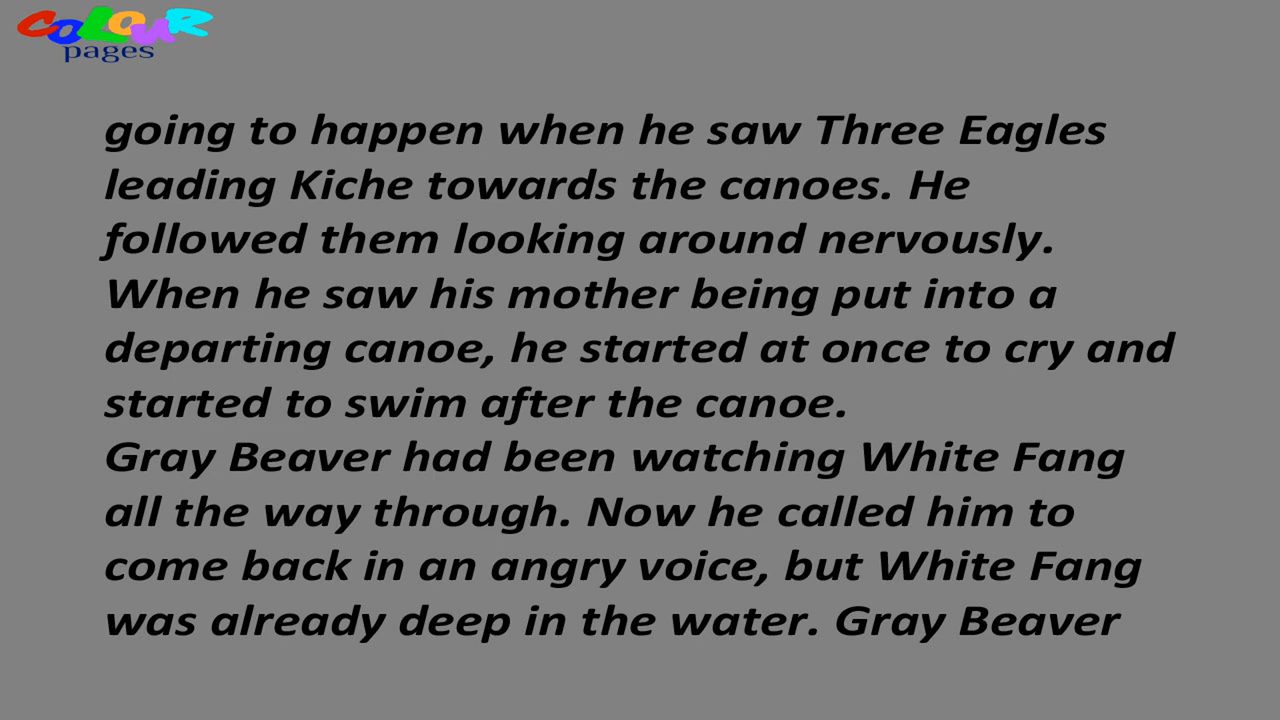 COLOUR
pages
going to happen when he saw Three Eagles
leading Kiche towards the canoes. He
followed them looking around nervously.
When he saw his mother being put into a
departing canoe, he started at once to cry and
started to swim after the canoe.
Gray Beaver had been watching White Fang
all the way through. Now he called him to
come back in an angry voice, but White Fang
was already deep in the water. Gray Beaver